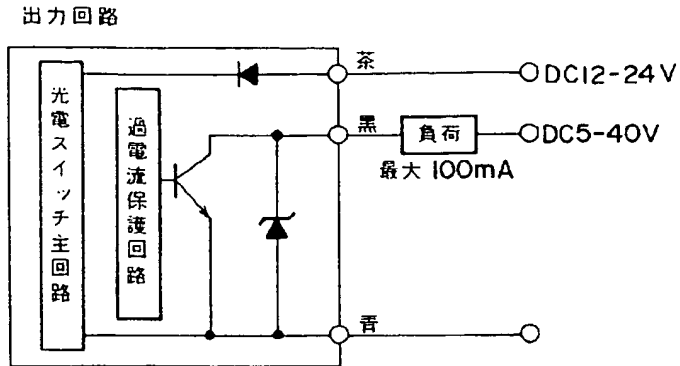 出力回路
茶
DC12-24V
光電スイッチ主回路
過電流保護回路
黒
負荷
DC5-40V
最大 100mA
青